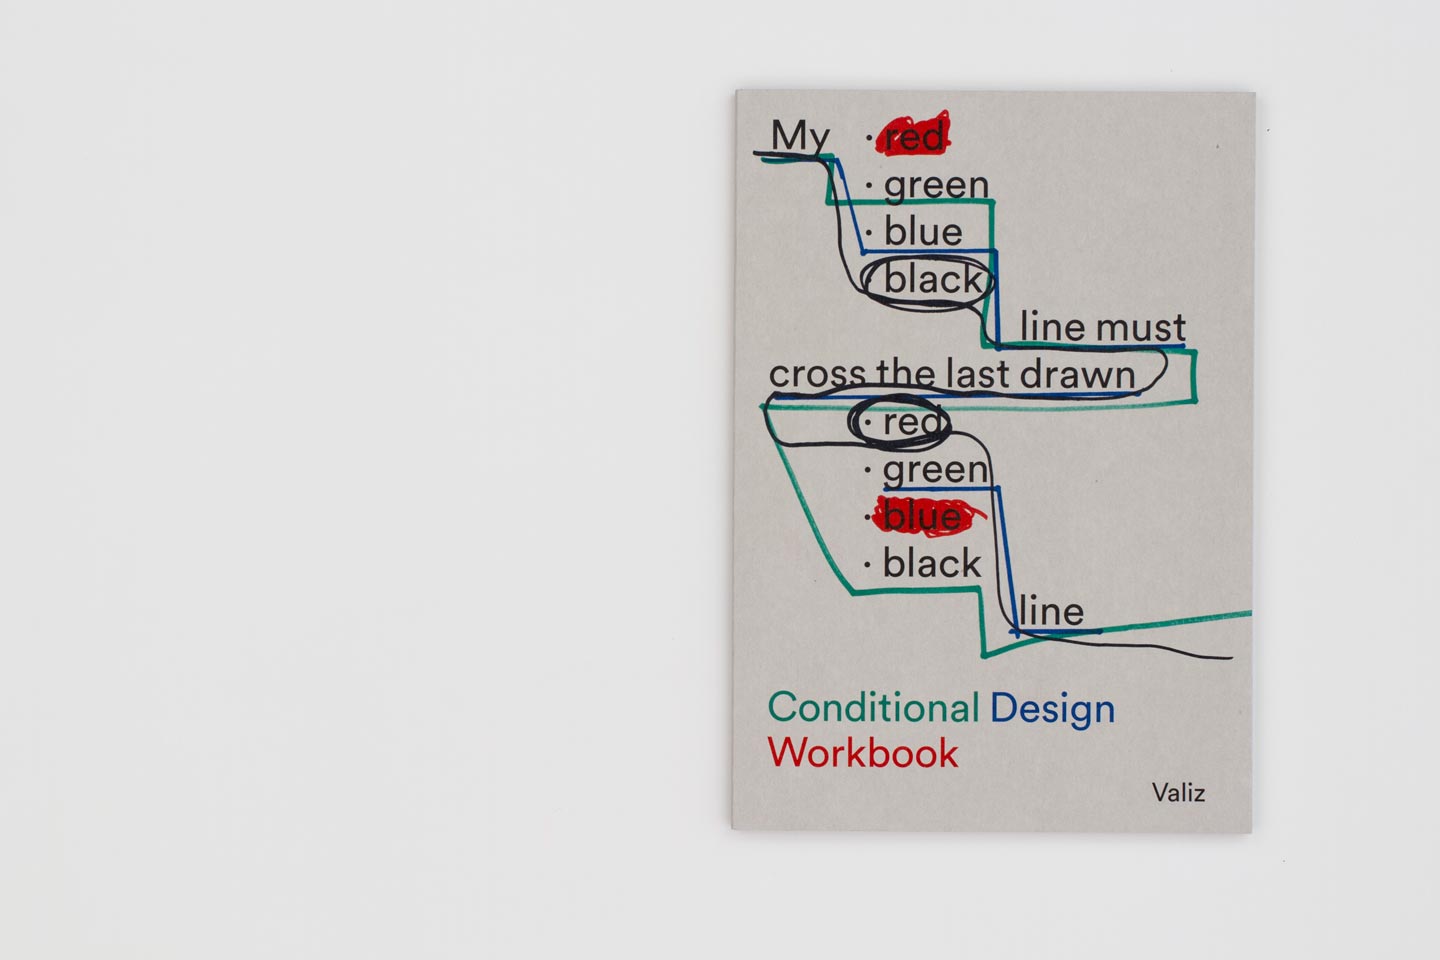 My · red
· green
· blue
· black
line must
cross the last drawn
· red
· green
· blue
· black
line
Conditional Design
Workbook
Valiz